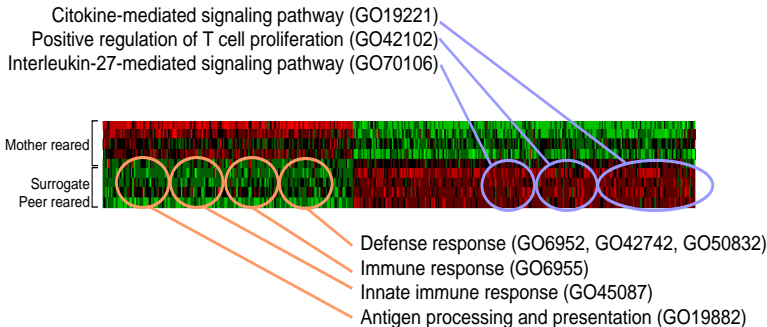 Citokine-mediated signaling pathway (GO19221)
Positive regulation of T cell proliferation (GO42102)
Interleukin-27-mediated signaling pathway (GO70106)
Mother reared
Surrogate
Peer reared
Defense response (GO6952, GO42742, GO50832)
Immune response (GO6955)
Innate immune response (GO45087)
Antigen processing and presentation (GO19882)